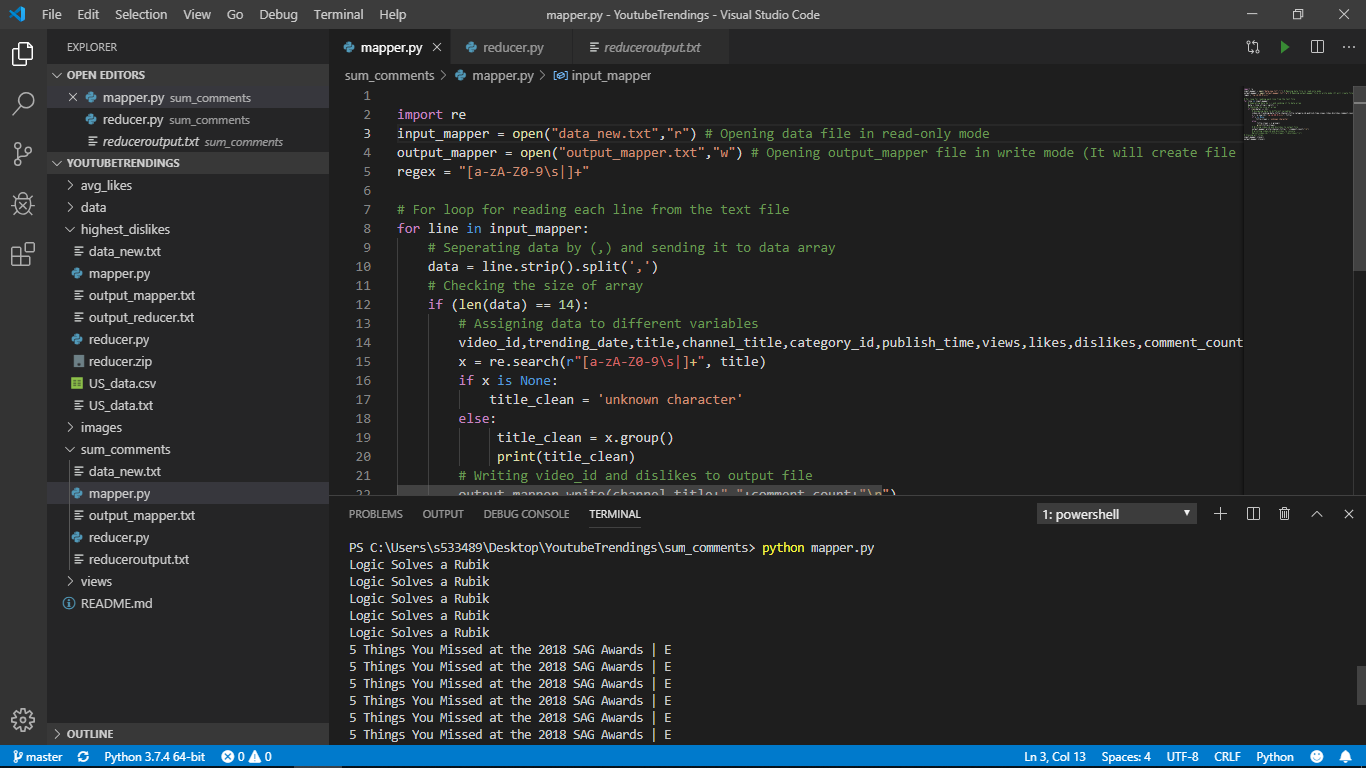 File Edit Selection View Go Debug Terminal Help
mapper.py - YoutubeTrendings - Visual Studio Code
EXPLORER
OPEN EDITORS
mapper.py sum_comments
reducer.py sum_comments
reduceroutput.txt sum_comments
YOUTUBETRENDINGS
avg_likes
data
highest_dislikes
data_new.txt
mapper.py
output_mapper.txt
output_reducer.txt
reducer.py
reducer.zip
US_data.csv
US_data.txt
images
sum_comments
data_new.txt
mapper.py
output_mapper.txt
reducer.py
reduceroutput.txt
views
README.md
OUTLINE
mapper.py reducer.py reduceroutput.txt
sum_comments > mapper.py > input_mapper
1
2 import re
3 input_mapper = open("data_new.txt","r") # Opening data file in read-only mode
4 output_mapper = open("output_mapper.txt","w") # Opening output_mapper file in write mode (It will create file
5 regex = "[a-zA-Z0-9\s|]+"
6
7 # For loop for reading each line from the text file
8 for line in input_mapper:
9 # Seperating data by (,) and sending it to data array
10 data = line.strip().split(',')
11 # Checking the size of array
12 if (len(data) == 14):
13 # Assigning data to different variables
14 video_id,trending_date,title,channel_title,category_id,publish_time,views,likes,dislikes,comment_count
15 x = re.search(r"[a-zA-Z0-9\s|]+", title)
16 if x is None:
17 title_clean = 'unknown character'
18 else:
19 title_clean = x.group()
20 print(title_clean)
21 # Writing video_id and dislikes to output file
22 output_mapper.write(channel_title+" "+comment_count+"\n")
PROBLEMS OUTPUT DEBUG CONSOLE TERMINAL
1: powershell
PS C:\Users\s533489\Desktop\YoutubeTrendings\sum_comments> python mapper.py
Logic Solves a Rubik
Logic Solves a Rubik
Logic Solves a Rubik
Logic Solves a Rubik
Logic Solves a Rubik
5 Things You Missed at the 2018 SAG Awards | E
5 Things You Missed at the 2018 SAG Awards | E
5 Things You Missed at the 2018 SAG Awards | E
5 Things You Missed at the 2018 SAG Awards | E
5 Things You Missed at the 2018 SAG Awards | E
5 Things You Missed at the 2018 SAG Awards | E
master Python 3.7.4 64-bit 0 0 Ln 3, Col 13 Spaces: 4 UTF-8 CRLF Python